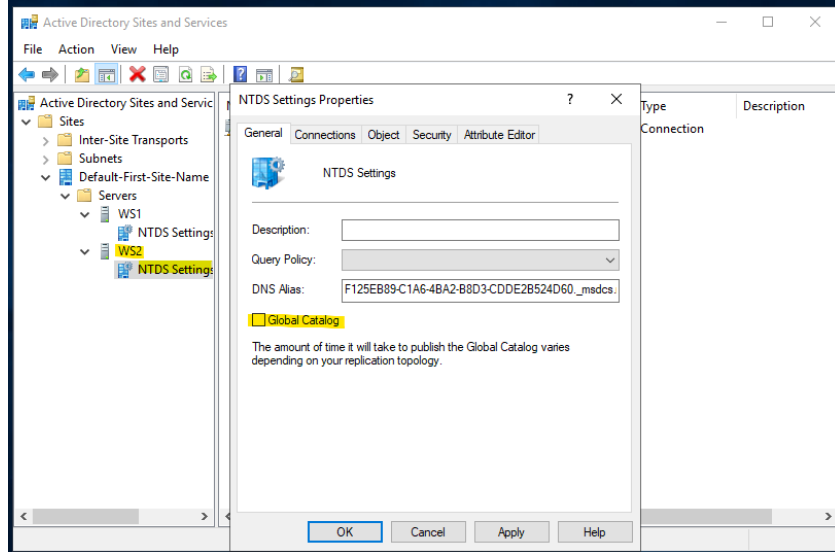 Active Directory Sites and Services
File Action View Help
Active Directory Sites and Servic
Sites
Inter-Site Transports
Subnets
Default-First-Site-Name
Servers
WS1
NTDS Settings
WS2
NTDS Settings
NTDS Settings Properties
General Connections Object Security Attribute Editor
NTDS Settings
Description:
Query Policy:
DNS Alias: F125EB89-C1A6-4BA2-B8D3-CDDE2B524D60._msdcs.
Global Catalog
The amount of time it will take to publish the Global Catalog varies
depending on your replication topology.
OK Cancel Apply Help
Type Description
Connection